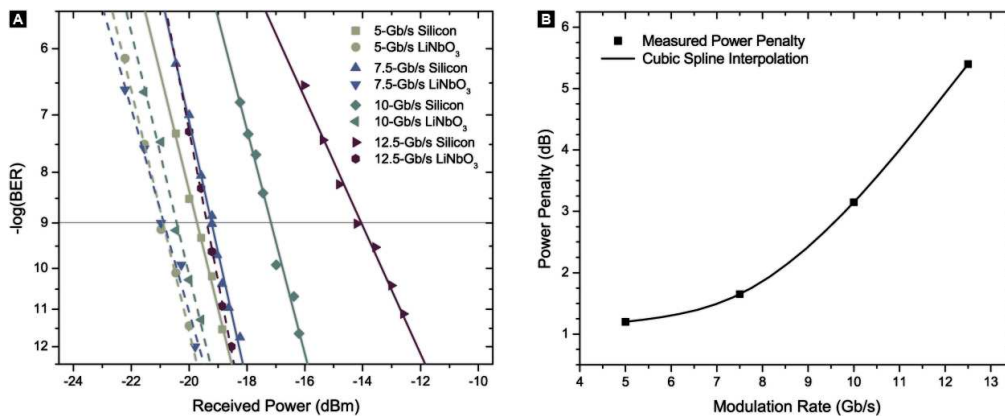 A
6
7
8
9
10
11
12
-log(BER)
-24 -22 -20 -18 -16 -14 -12 -10
Received Power (dBm)
5-Gb/s Silicon
5-Gb/s LiNbO₃
7.5-Gb/s Silicon
7.5-Gb/s LiNbO₃
10-Gb/s Silicon
10-Gb/s LiNbO₃
12.5-Gb/s Silicon
12.5-Gb/s LiNbO₃
B
Measured Power Penalty
Cubic Spline Interpolation
6
5
4
3
2
1
Power Penalty (dB)
4 5 6 7 8 9 10 11 12 13
Modulation Rate (Gb/s)